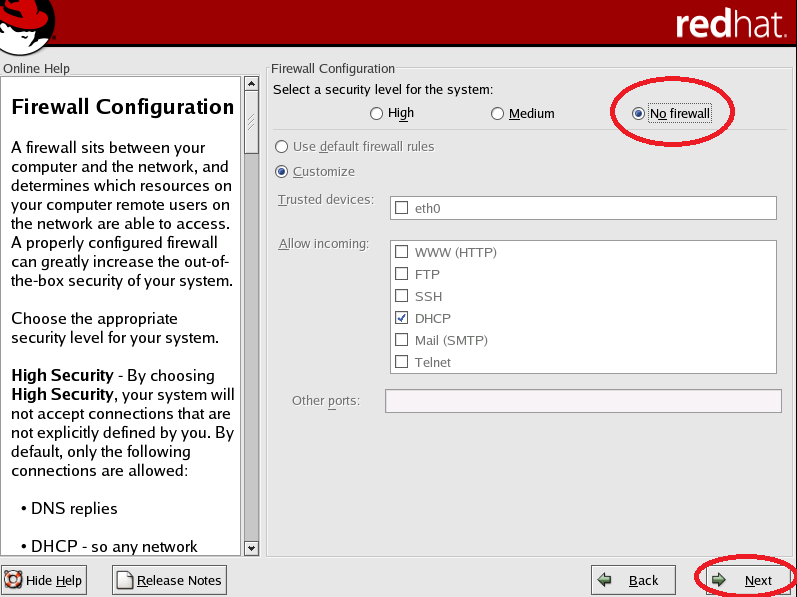 redhat.
Online Help
Firewall Configuration
A firewall sits between your
computer and the network, and
determines which resources on
your computer remote users on
the network are able to access.
A properly configured firewall
can greatly increase the out-of-
the-box security of your system.
Choose the appropriate
security level for your system.
High Security - By choosing
High Security, your system will
not accept connections that are
not explicitly defined by you. By
default, only the following
connections are allowed:
• DNS replies
• DHCP - so any network
Firewall Configuration
Select a security level for the system:
High Medium No firewall
Use default firewall rules
Customize
Trusted devices:
eth0
Allow incoming:
WWW (HTTP)
FTP
SSH
DHCP
Mail (SMTP)
Telnet
Other ports:
Hide Help Release Notes Back Next